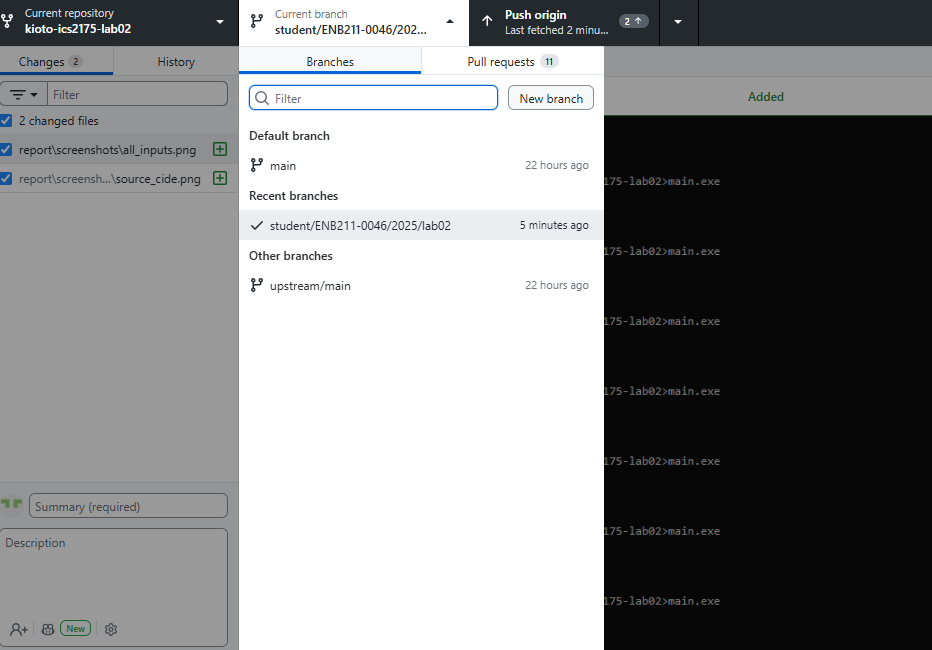 Current repository
kioto-ics2175-lab02
Current branch
student/ENB211-0046/202...
Push origin
Last fetched 2 minu...
2
Changes 2
History
Filter
2 changed files
report\screenshots\all_inputs.png
report\screensh...\source_cide.png
Branches
Pull requests 11
Filter
New branch
Default branch
main 22 hours ago
Recent branches
student/ENB211-0046/2025/lab02 5 minutes ago
Other branches
upstream/main 22 hours ago
Added
175-lab02>main.exe
175-lab02>main.exe
175-lab02>main.exe
175-lab02>main.exe
175-lab02>main.exe
175-lab02>main.exe
175-lab02>main.exe
Summary (required)
Description
New